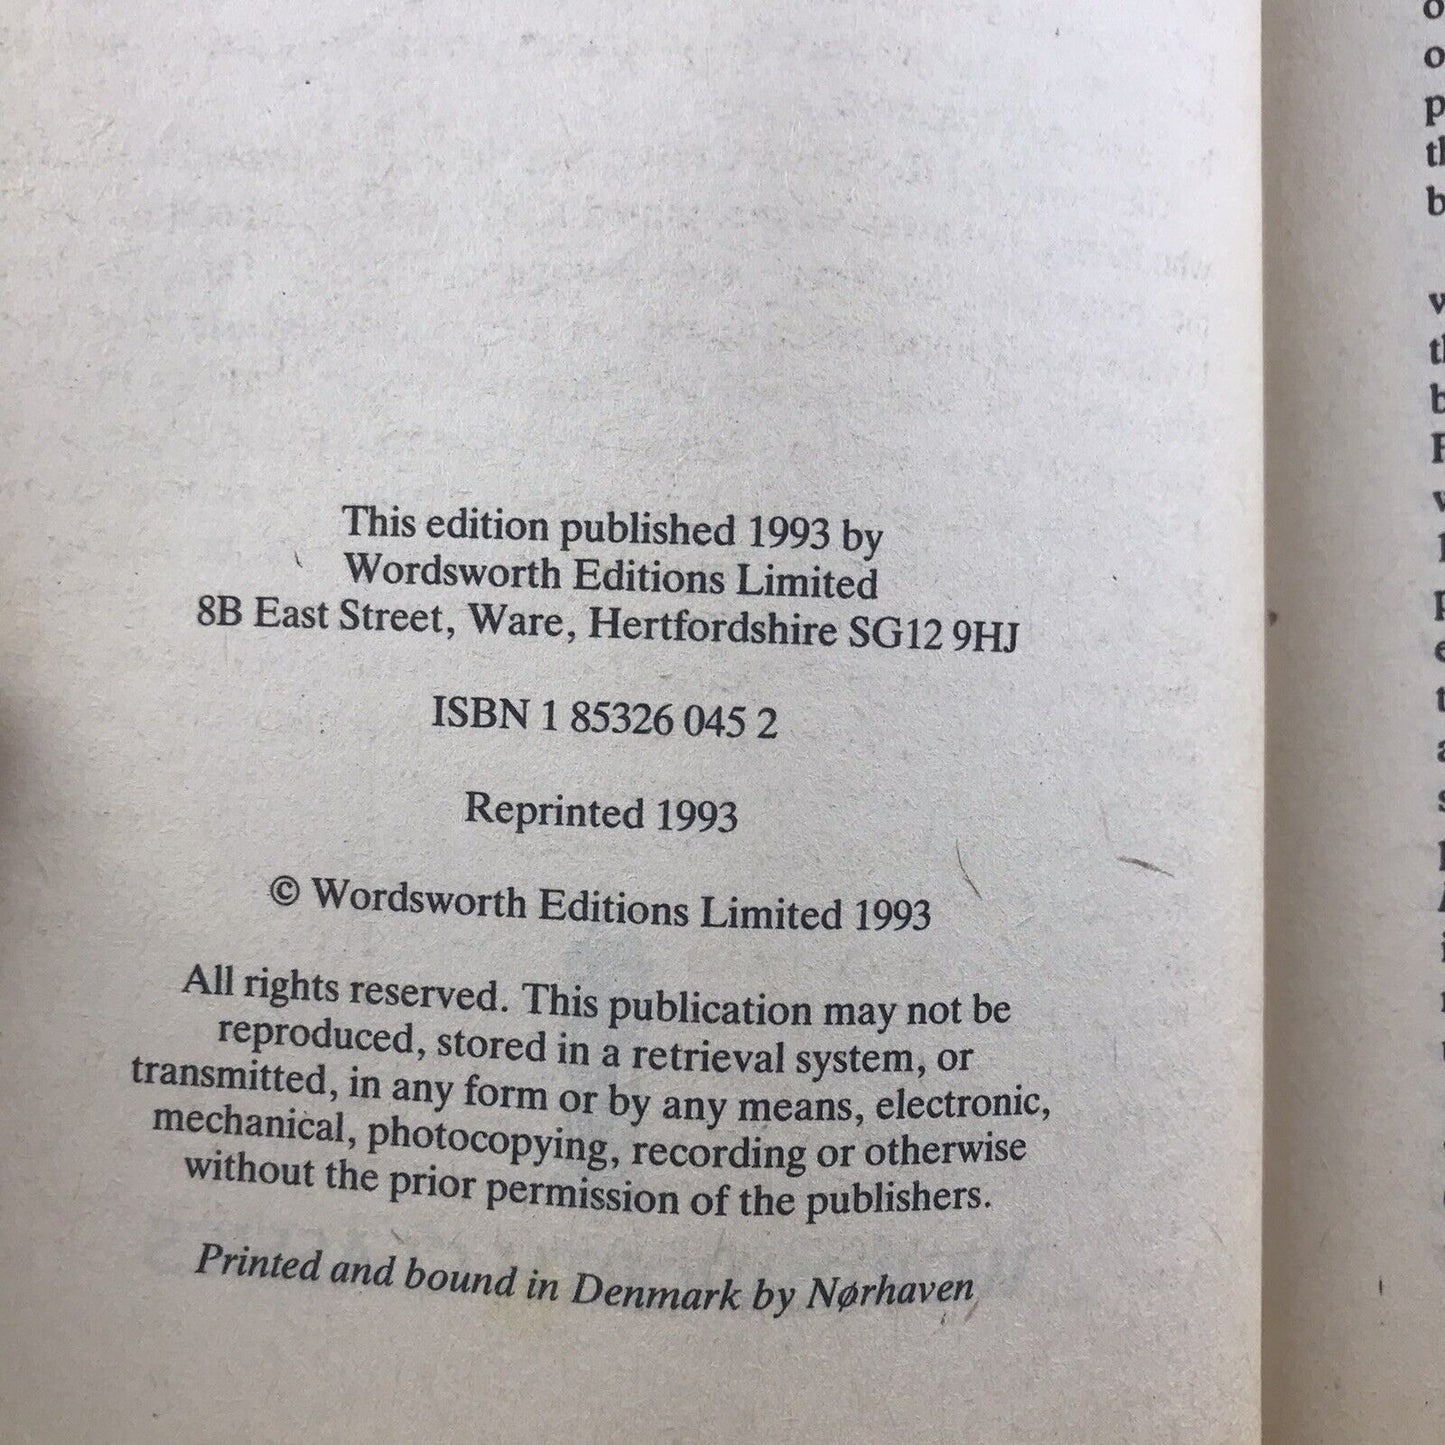 This edition published 1993 by
Wordsworth Editions Limited
8B East Street, Ware, Hertfordshire SG12 9HJ
ISBN 1 85326 045 2
Reprinted 1993
© Wordsworth Editions Limited 1993
All rights reserved. This publication may not be
reproduced, stored in a retrieval system, or
transmitted, in any form or by any means, electronic,
mechanical, photocopying, recording or otherwise
without the prior permission of the publishers.
Printed and bound in Denmark by Nørhaven